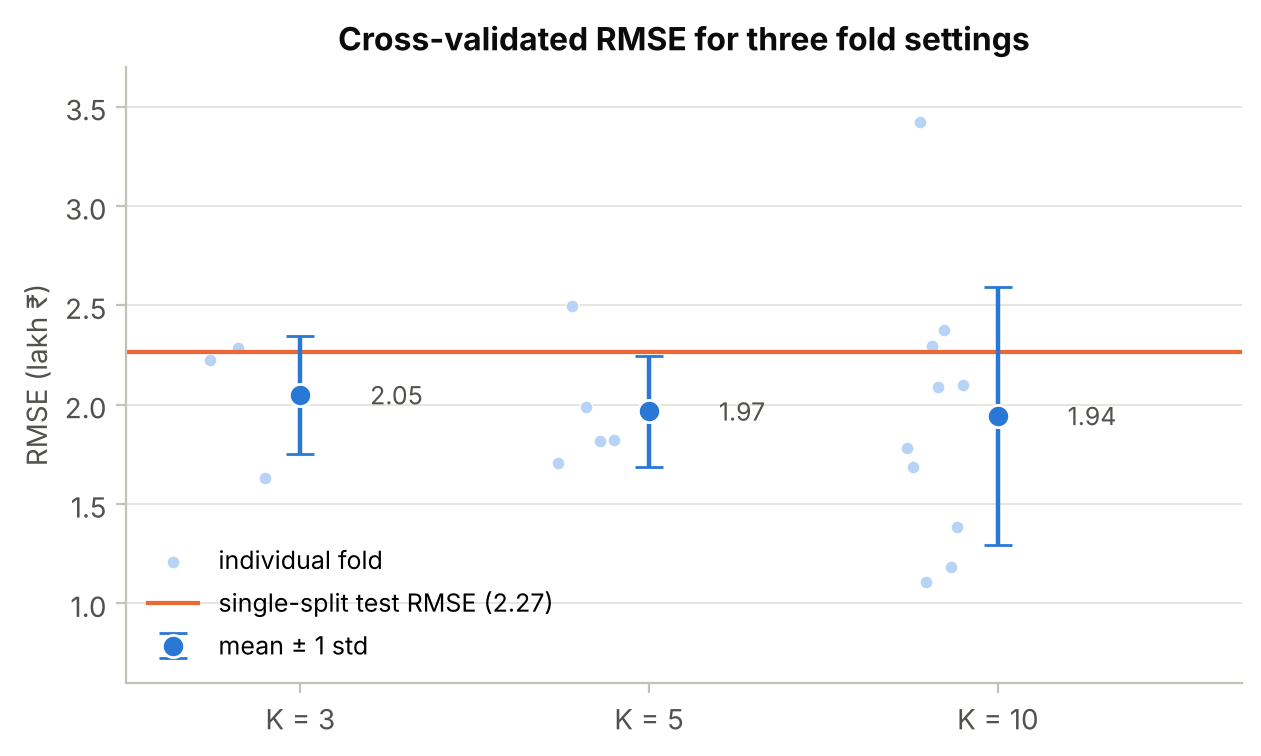 Cross-validated RMSE for three fold settings
RMSE (lakh ₹)
3.5
3.0
2.5
2.0
1.5
1.0
2.05
1.97
1.94
individual fold
single-split test RMSE (2.27)
mean ± 1 std
K = 3
K = 5
K = 10